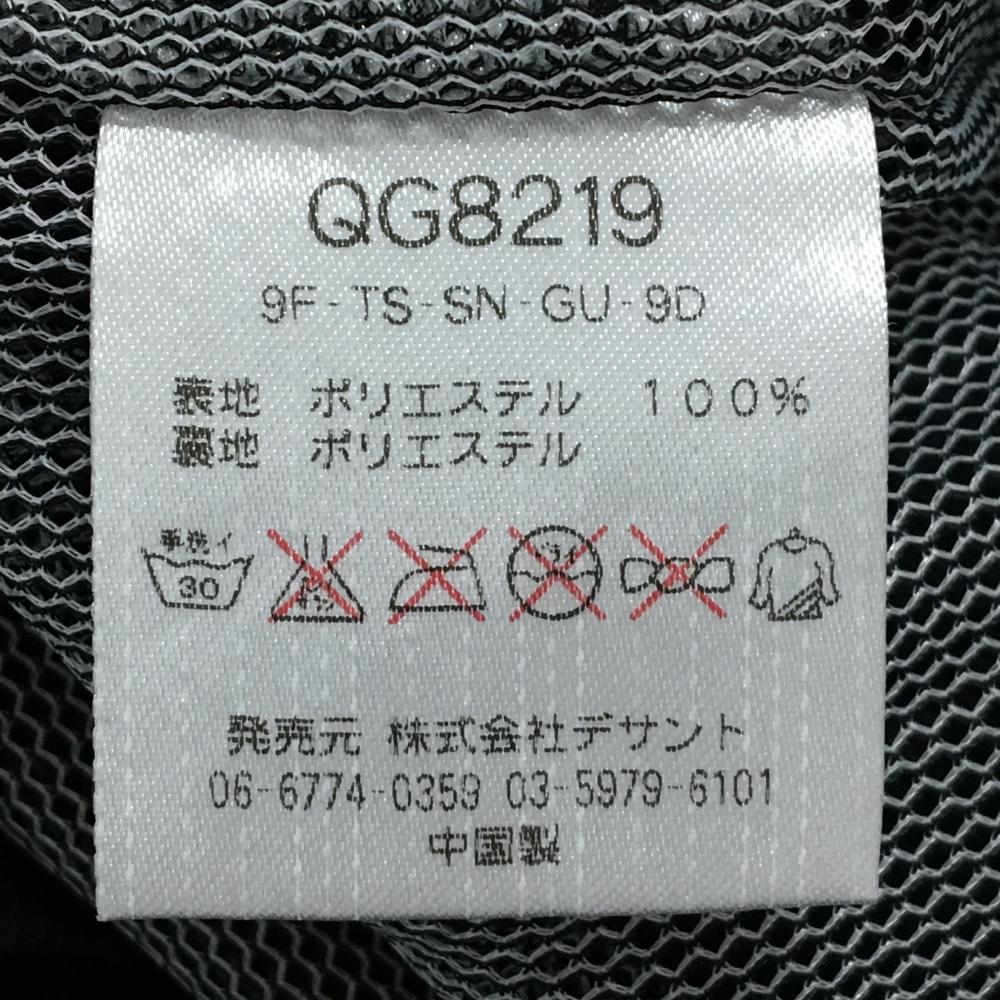 QG8219
9F-TS-SN-GU-9D
表地 ポリエステル 100%
裏地 ポリエステル
手洗イ
30
発売元 株式会社デサント
06-6774-0359 03-5979-6101
中国製